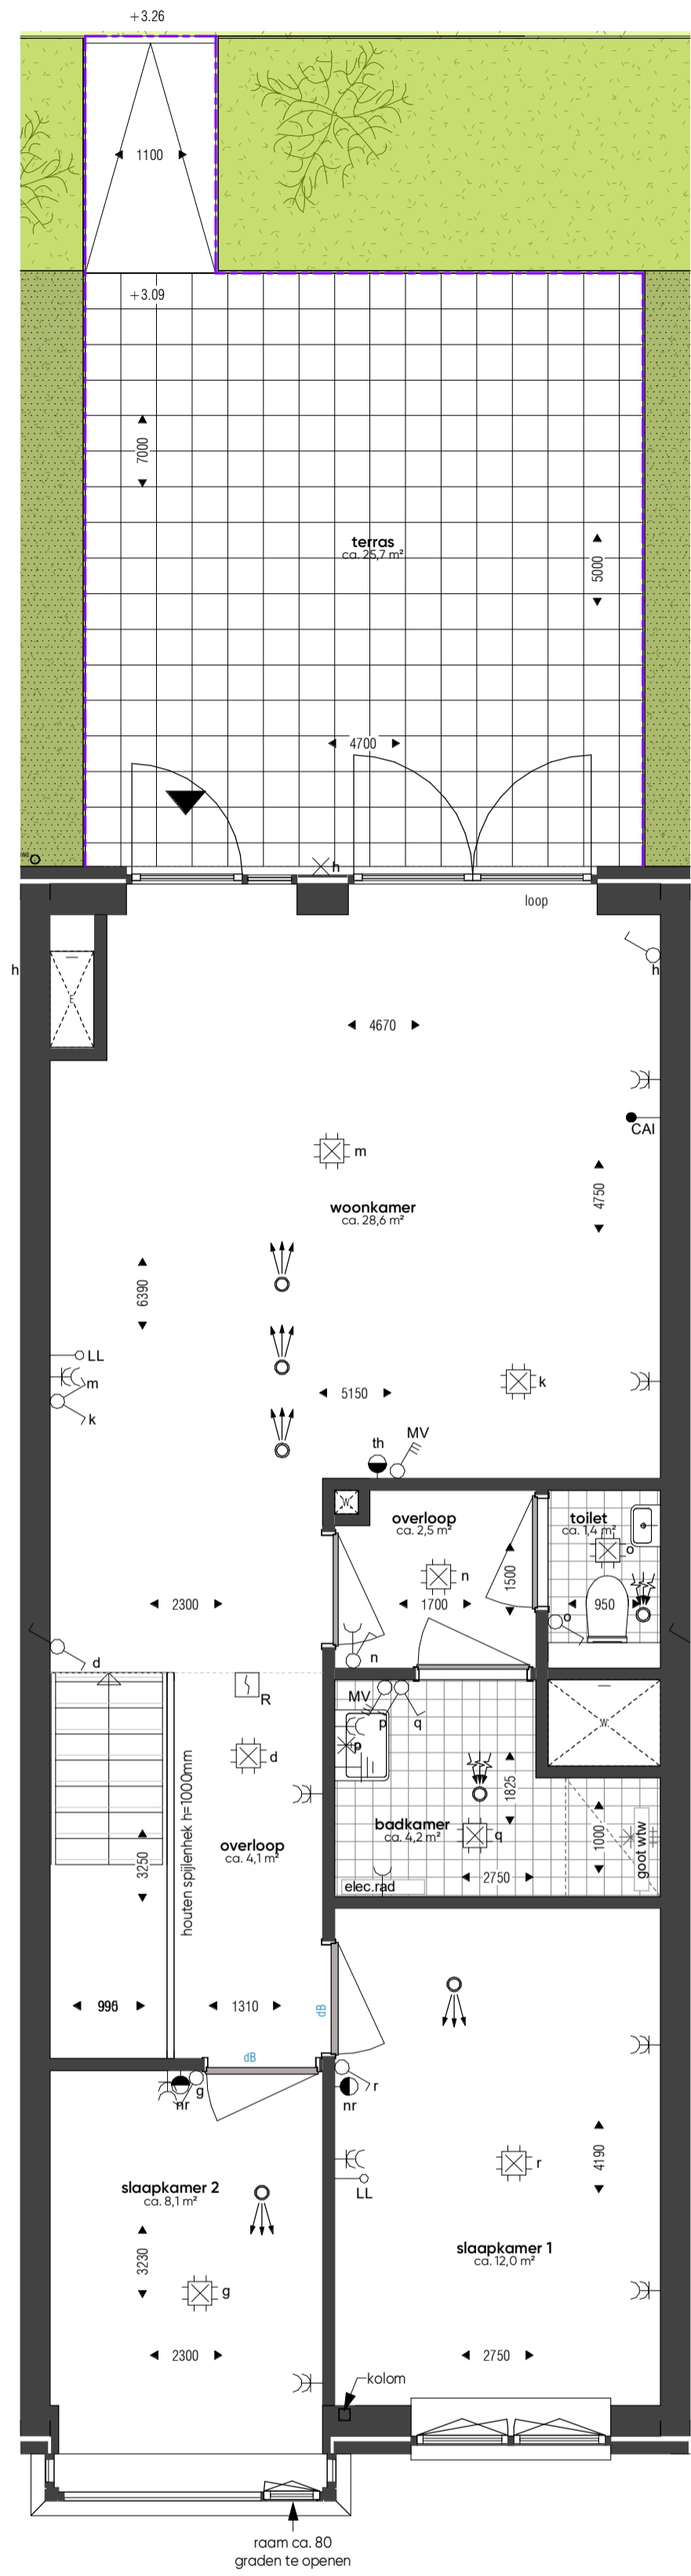 +3.26
1100
+3.09
7000
terras
ca. 25,7 m²
5000
4700
h
loop
h
h
E
4670
CAI
m
4750
woonkamer
ca. 28,6 m²
6390
LL
m
k
k
5150
MV
th
W
overloop
ca. 2,5 m²
toilet
ca. 1,4 m²
o
n
1500
2300
1700
950
o
n
d
MV
p
q
R
W
p
d
houten spijlenhek h=1000mm
1825
badkamer
ca. 4,2 m²
q
1000
goot wtw
overloop
ca. 4,1 m²
3250
2750
elec.rad
996
1310
dB
dB
g
r
nr
nr
4190
r
slaapkamer 2
ca. 8,1 m²
LL
3230
slaapkamer 1
ca. 12,0 m²
g
2300
2750
kolom
raam ca. 80
graden te openen